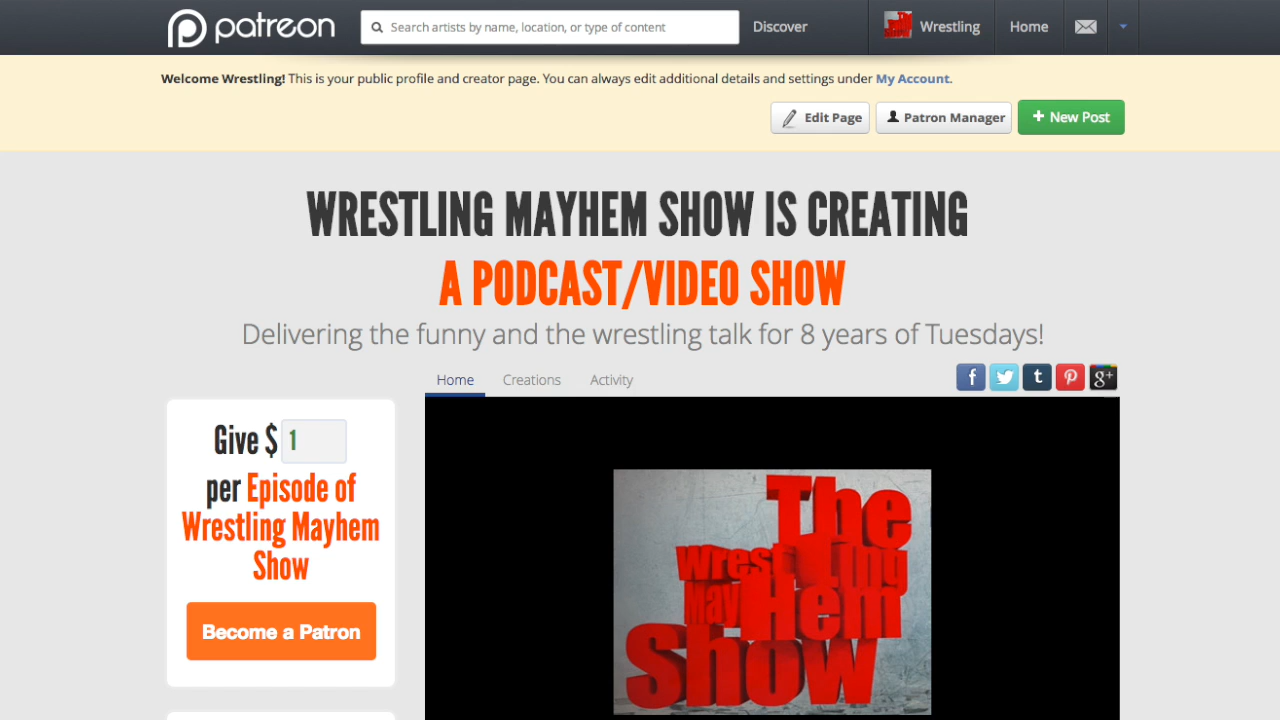 patreon
Search artists by name, location, or type of content
Discover
Wrestling
Home
Welcome Wrestling! This is your public profile and creator page. You can always edit additional details and settings under My Account.
Edit Page
Patron Manager
+ New Post
WRESTLING MAYHEM SHOW IS CREATING
A PODCAST/VIDEO SHOW
Delivering the funny and the wrestling talk for 8 years of Tuesdays!
Home
Creations
Activity
f
t
g+
Give $ 1
per Episode of
Wrestling Mayhem
Show
Become a Patron
The
Wrestling
MayHem
Show